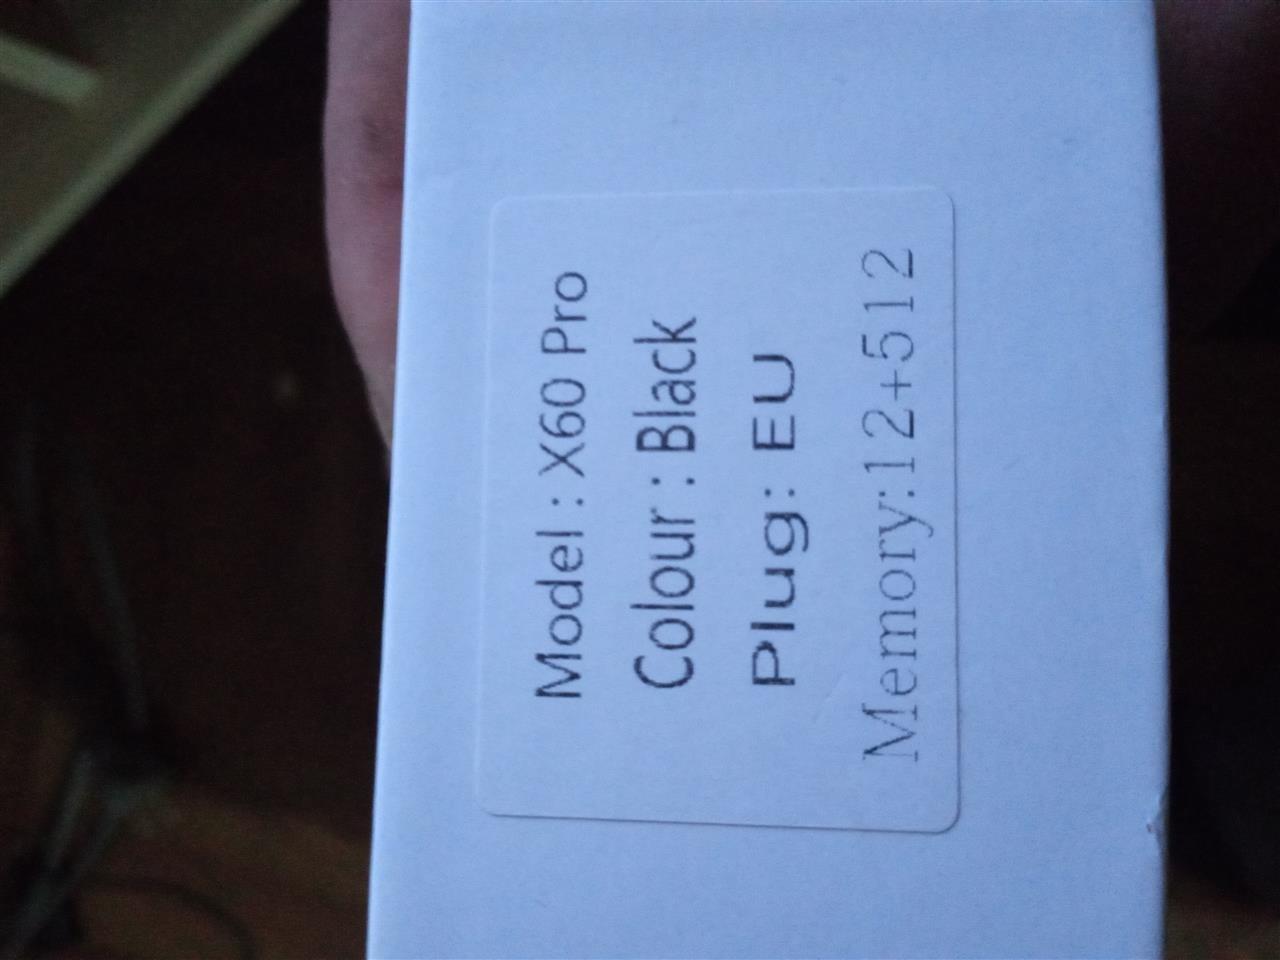 Model : X60 Pro
Colour : Black
Plug: EU
Memory:12+512